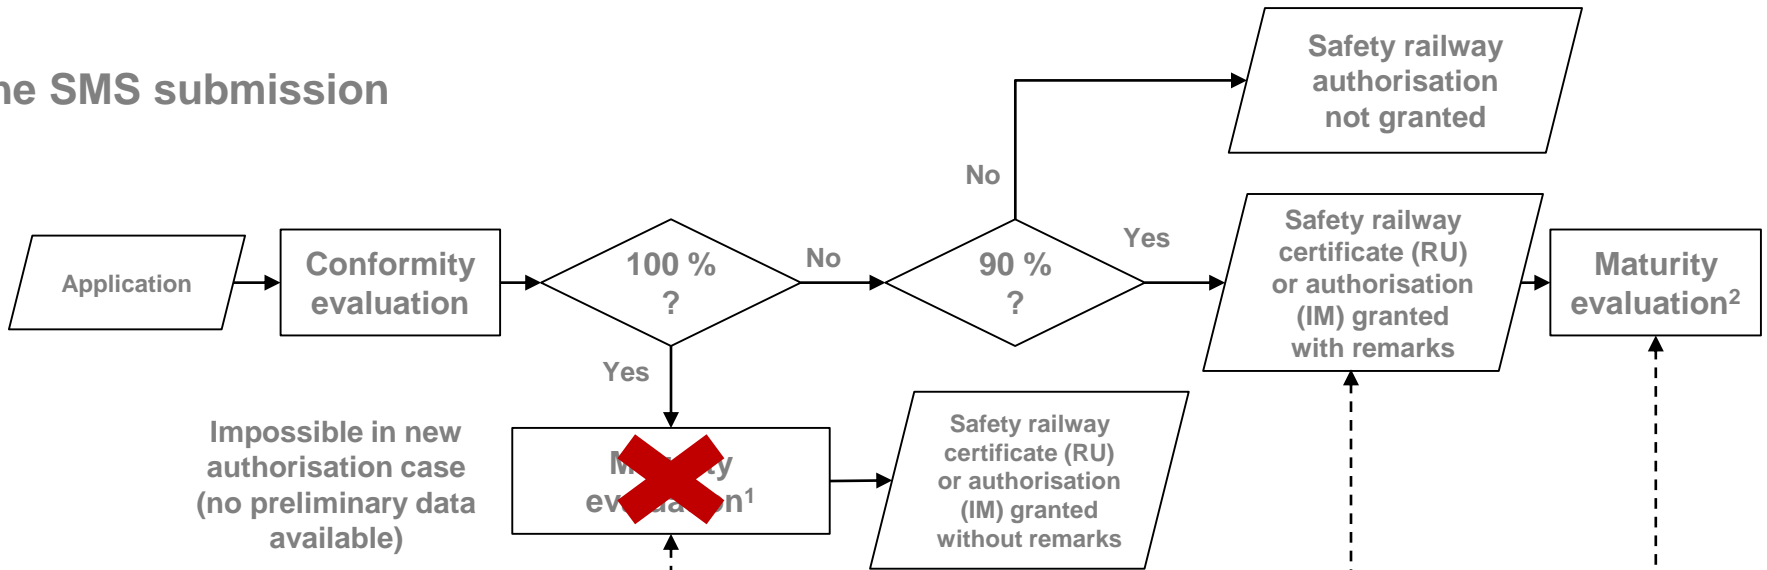 SMS submission
Safety railway
authorisation
not granted
No
Application
Conformity
evaluation
100 %
?
No
90 %
?
Yes
Safety railway
certificate (RU)
or authorisation
(IM) granted
with remarks
Maturity
evaluation²
Yes
Impossible in new
authorisation case
(no preliminary data
available)
Maturity
evaluation¹
Safety railway
certificate (RU)
or authorisation
(IM) granted
without remarks